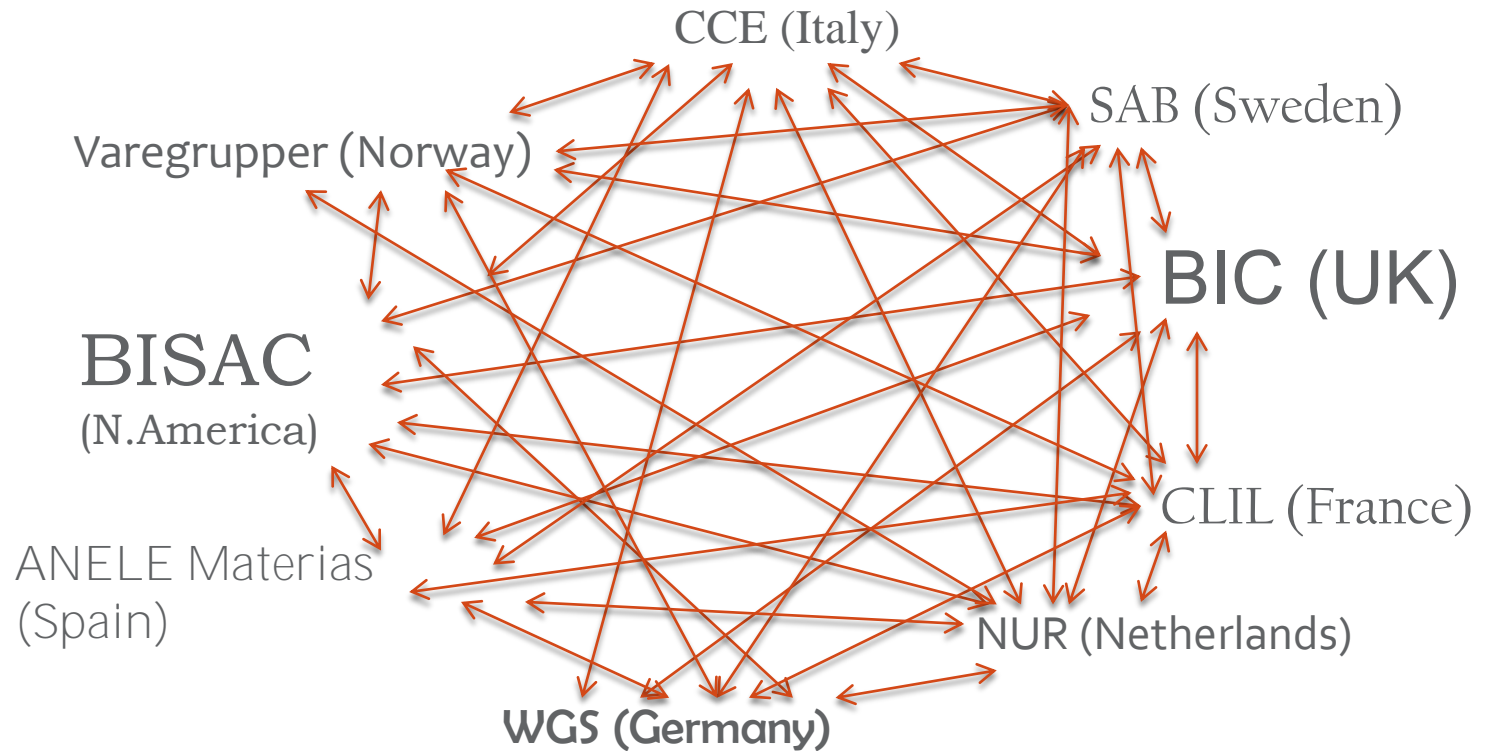 CCE (Italy)
SAB (Sweden)
Varegrupper (Norway)
BIC (UK)
BISAC
(N.America)
CLIL (France)
ANELE Materias
(Spain)
NUR (Netherlands)
WGS (Germany)